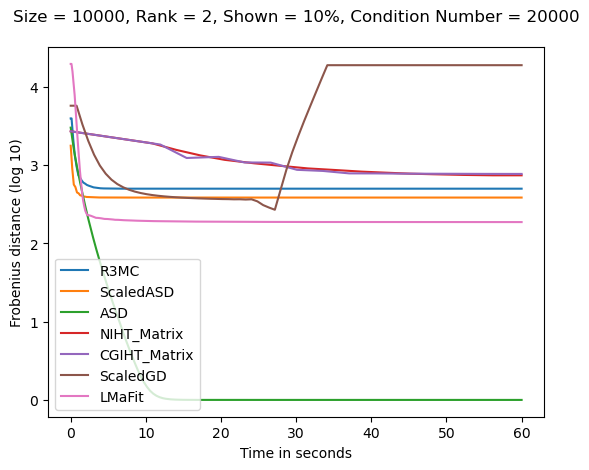 Size = 10000, Rank = 2, Shown = 10%, Condition Number = 20000
Frobenius distance (log 10)
4
3
2
1
0
R3MC
ScaledASD
ASD
NIHT_Matrix
CGIHT_Matrix
ScaledGD
LMaFit
0 10 20 30 40 50 60
Time in seconds